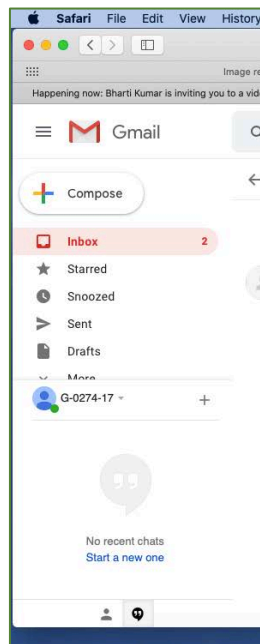 Safari File Edit View History
Image re
Happening now: Bharti Kumar is inviting you to a vide
Gmail
Compose
Inbox 2
Starred
Snoozed
Sent
Drafts
More
G-0274-17
No recent chats
Start a new one